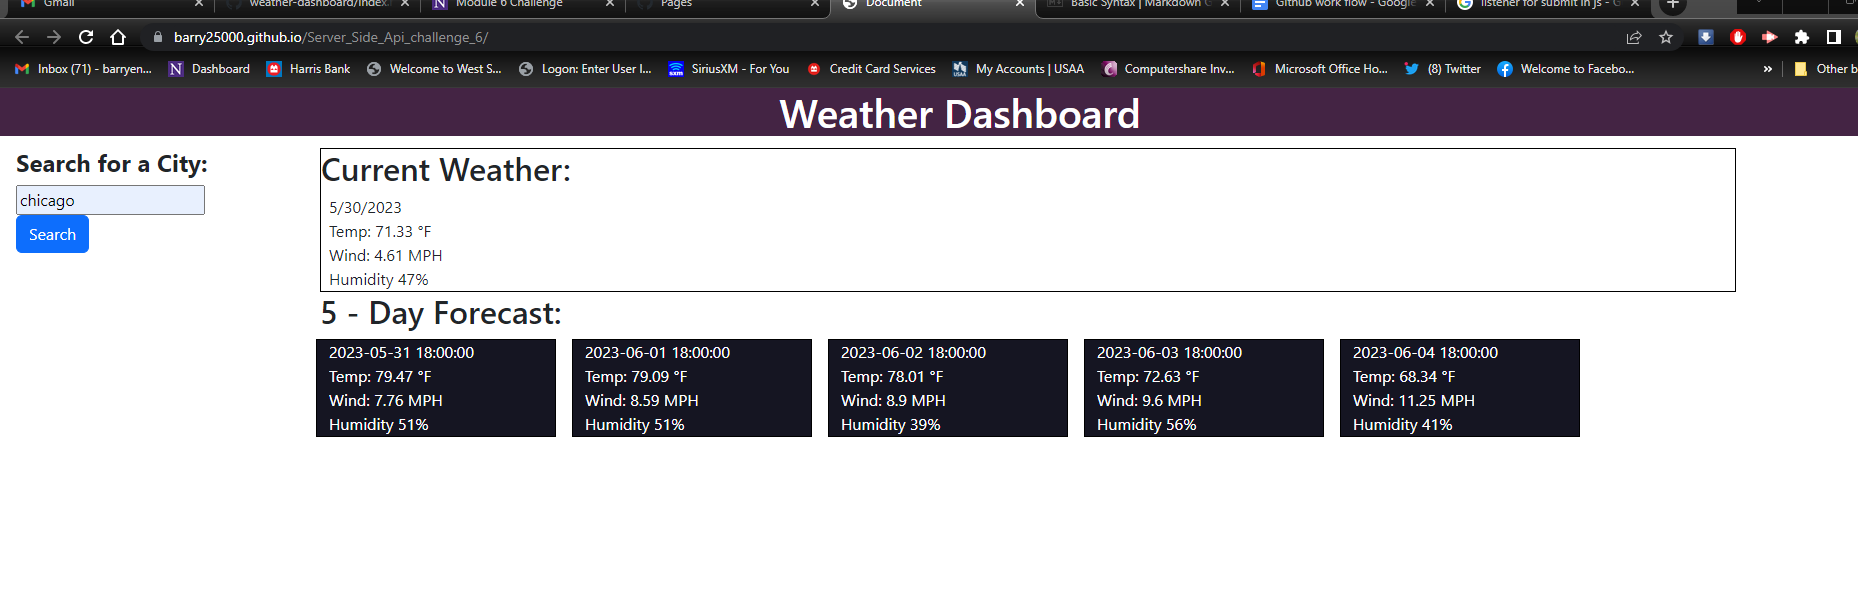 Gmail weather-dashboard/index. Module 6 Challenge Pages Document Basic Syntax | Markdown G Github work flow - Google listener for submit in js - G
barry25000.github.io/Server_Side_Api_challenge_6/
Inbox (71) - barryen... Dashboard Harris Bank Welcome to West S... Logon: Enter User I... SiriusXM - For You Credit Card Services My Accounts | USAA Computershare Inv... Microsoft Office Ho... (8) Twitter Welcome to Facebo... » Other b
Weather Dashboard
Search for a City:
chicago
Search
Current Weather:
5/30/2023
Temp: 71.33 °F
Wind: 4.61 MPH
Humidity 47%
5 - Day Forecast:
2023-05-31 18:00:00
Temp: 79.47 °F
Wind: 7.76 MPH
Humidity 51%
2023-06-01 18:00:00
Temp: 79.09 °F
Wind: 8.59 MPH
Humidity 51%
2023-06-02 18:00:00
Temp: 78.01 °F
Wind: 8.9 MPH
Humidity 39%
2023-06-03 18:00:00
Temp: 72.63 °F
Wind: 9.6 MPH
Humidity 56%
2023-06-04 18:00:00
Temp: 68.34 °F
Wind: 11.25 MPH
Humidity 41%